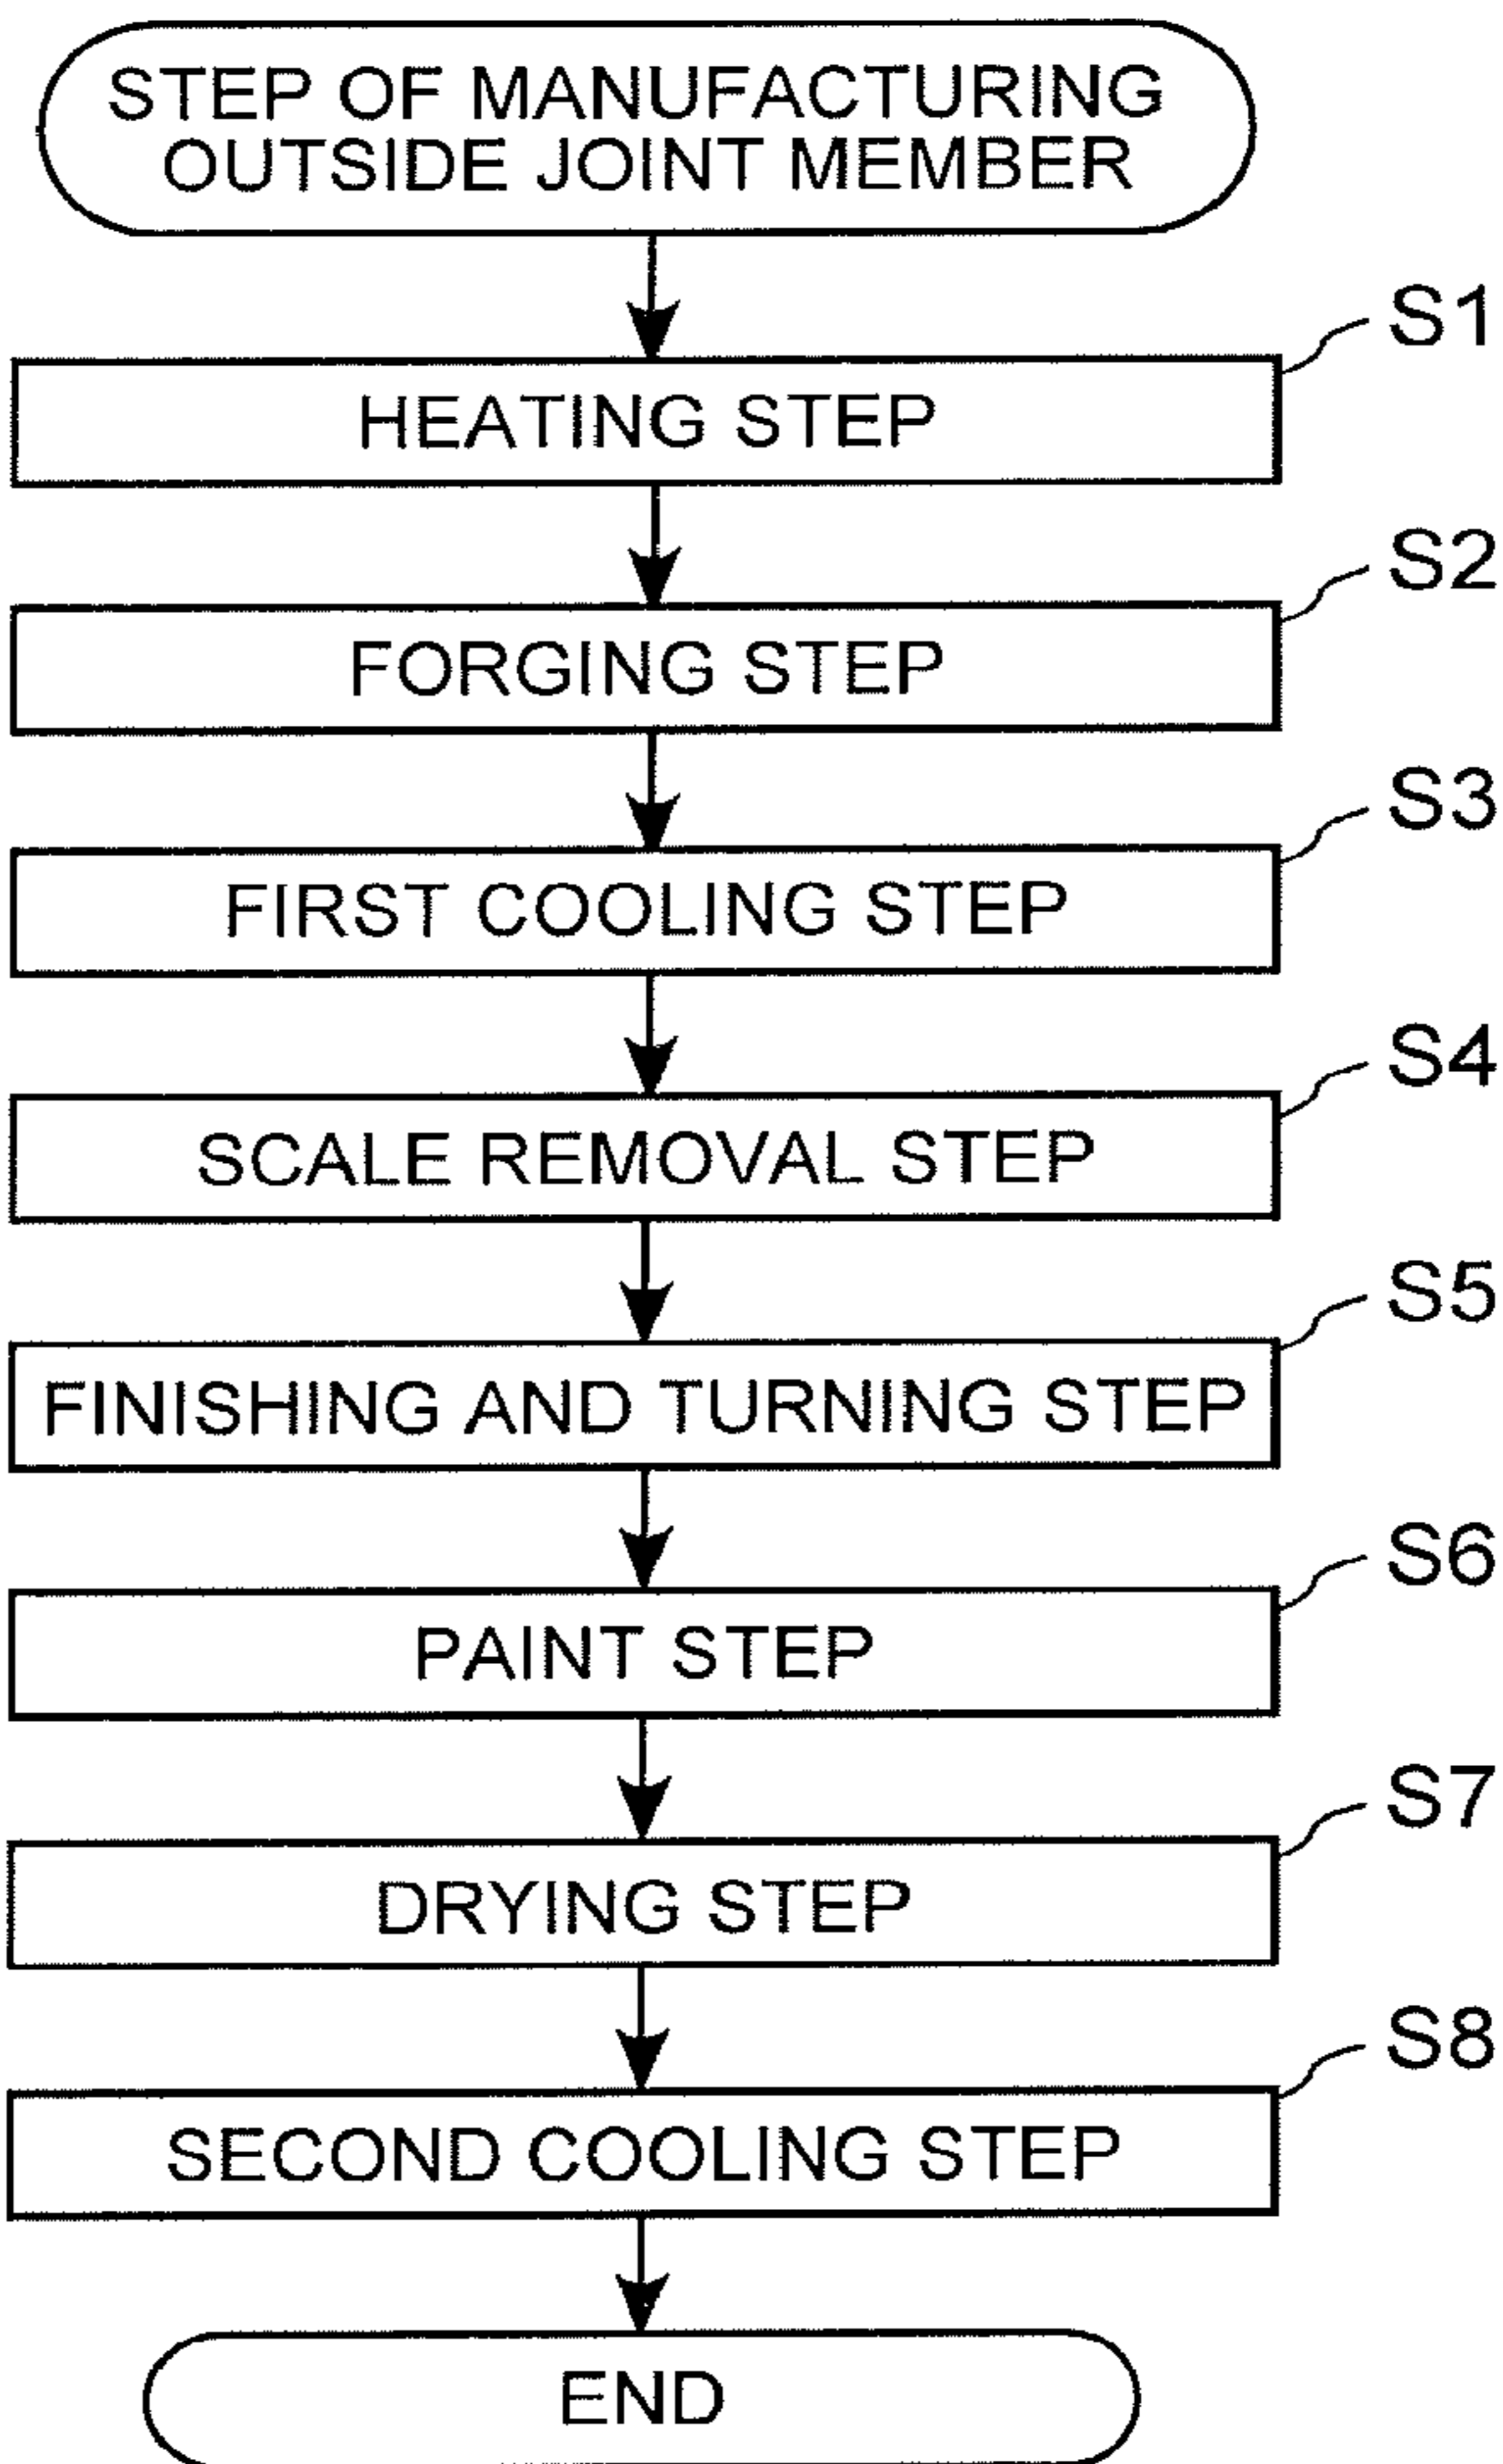 STEP OF MANUFACTURING
OUTSIDE JOINT MEMBER
S1
HEATING STEP
S2
FORGING STEP
S3
FIRST COOLING STEP
S4
SCALE REMOVAL STEP
S5
FINISHING AND TURNING STEP
S6
PAINT STEP
S7
DRYING STEP
S8
SECOND COOLING STEP
END